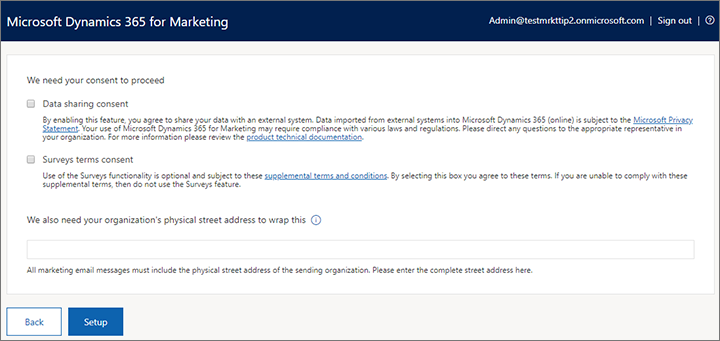 Microsoft Dynamics 365 for Marketing
Admin@testmrkttip2.onmicrosoft.com | Sign out |
We need your consent to proceed
Data sharing consent
By enabling this feature, you agree to share your data with an external system. Data imported from external systems into Microsoft Dynamics 365 (online) is subject to the Microsoft Privacy
Statement. Your use of Microsoft Dynamics 365 for Marketing may require compliance with various laws and regulations. Please direct any questions to the appropriate representative in
your organization. For more information please review the product technical documentation.
Surveys terms consent
Use of the Surveys functionality is optional and subject to these supplemental terms and conditions. By selecting this box you agree to these terms. If you are unable to comply with these
supplemental terms, then do not use the Surveys feature.
We also need your organization's physical street address to wrap this
All marketing email messages must include the physical street address of the sending organization. Please enter the complete street address here.
Back
Setup